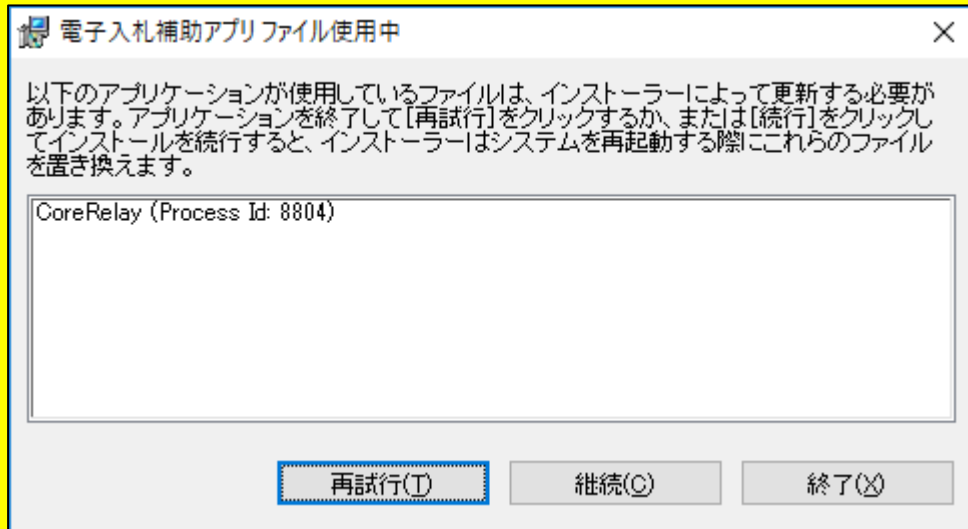 電子入札補助アプリ ファイル使用中
以下のアプリケーションが使用しているファイルは、インストーラーによって更新する必要が
あります。アプリケーションを終了して[再試行]をクリックするか、または[続行]をクリックし
てインストールを続行すると、インストーラーはシステムを再起動する際にこれらのファイル
を置き換えます。
CoreRelay (Process Id: 8804)
再試行(T)
継続(C)
終了(X)